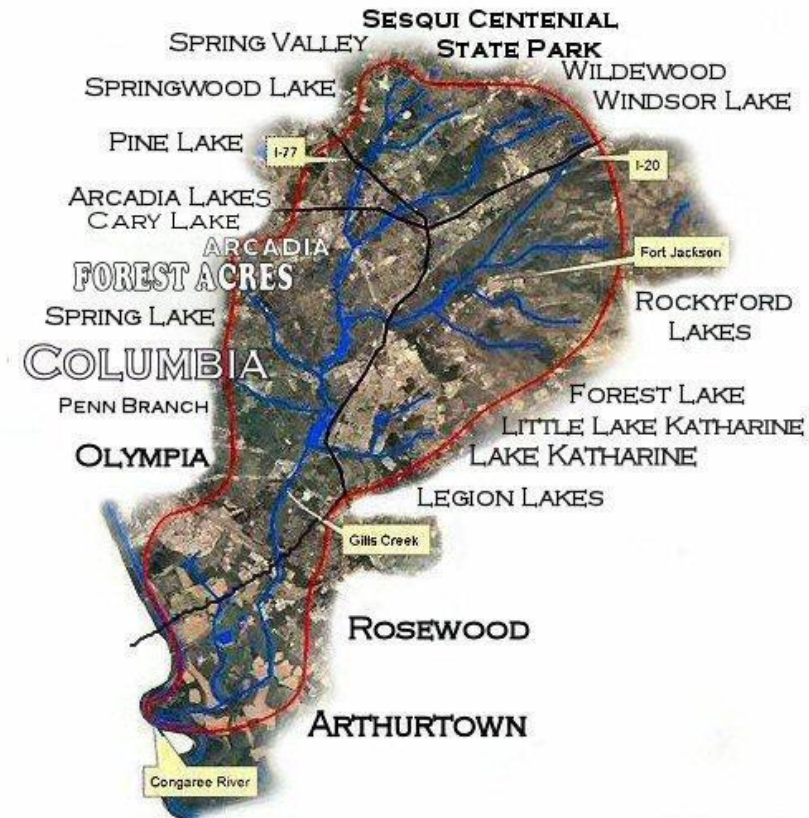 SESQUI CENTENIAL
STATE PARK
SPRING VALLEY
WILDEWOOD
SPRINGWOOD LAKE
WINDSOR LAKE
PINE LAKE
I-77
I-20
ARCADIA LAKES
CARY LAKE
ARCADIA
FOREST ACRES
Fort Jackson
SPRING LAKE
ROCKYFORD
LAKES
COLUMBIA
PENN BRANCH
FOREST LAKE
LITTLE LAKE KATHARINE
OLYMPIA
LAKE KATHARINE
LEGION LAKES
Gills Creek
ROSEWOOD
ARTHURTOWN
Congaree River